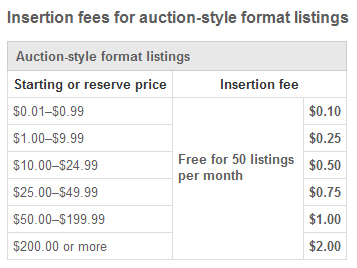 Insertion fees for auction-style format listings
Auction-style format listings
Starting or reserve price Insertion fee
$0.01–$0.99 $0.10
$1.00–$9.99 $0.25
$10.00–$24.99 Free for 50 listings per month $0.50
$25.00–$49.99 $0.75
$50.00–$199.99 $1.00
$200.00 or more $2.00